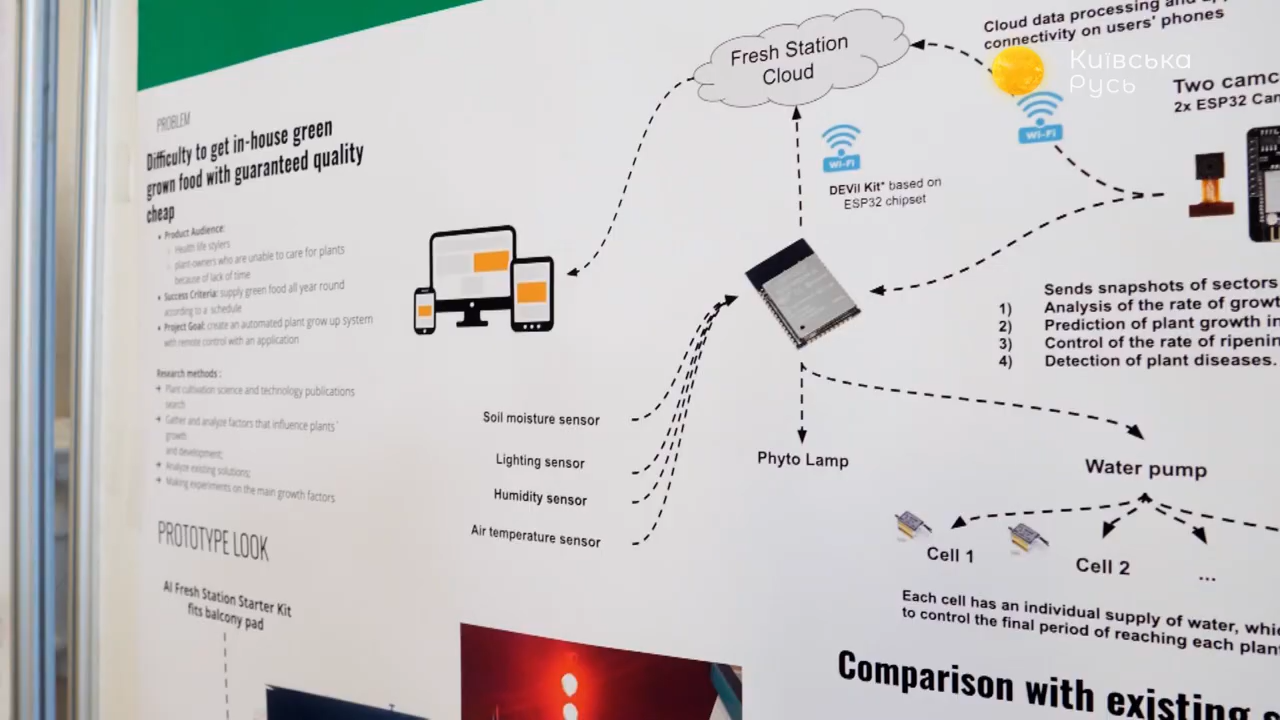 PROBLEM
Difficulty to get in-house green
grown food with guaranteed quality
cheap
Product Audience:
Health life stylers
plant owners who are unable to care for plants
because of lack of time
Success Criteria: supply green food all year round
according to a schedule
Project Goal: create an automated plant grow up system
with remote control with an application
Research methods :
Plant cultivation science and technology publications
search
Gather and analyze factors that influence plants`
growth
and development;
Analyze existing solutions;
Making experiments on the main growth factors
PROTOTYPE LOOK
AI Fresh Station Starter Kit
fits balcony pad
Fresh Station
Cloud
Cloud data processing and
connectivity on users' phones
Київська
Русь
Two
2x ESP32
Wi-Fi
Wi-Fi
DEVil Kit* based on
ESP32 chipset
Sends snapshots of sectors
1) Analysis of the rate of
2) Prediction of plant growth
3) Control of the rate of
4) Detection of plant diseases.
Soil moisture sensor
Lighting sensor
Humidity sensor
Air temperature sensor
Phyto Lamp
Water pump
Cell 1
Cell 2
...
Each cell has an individual supply of water,
to control the final period of reaching each
Comparison with existing